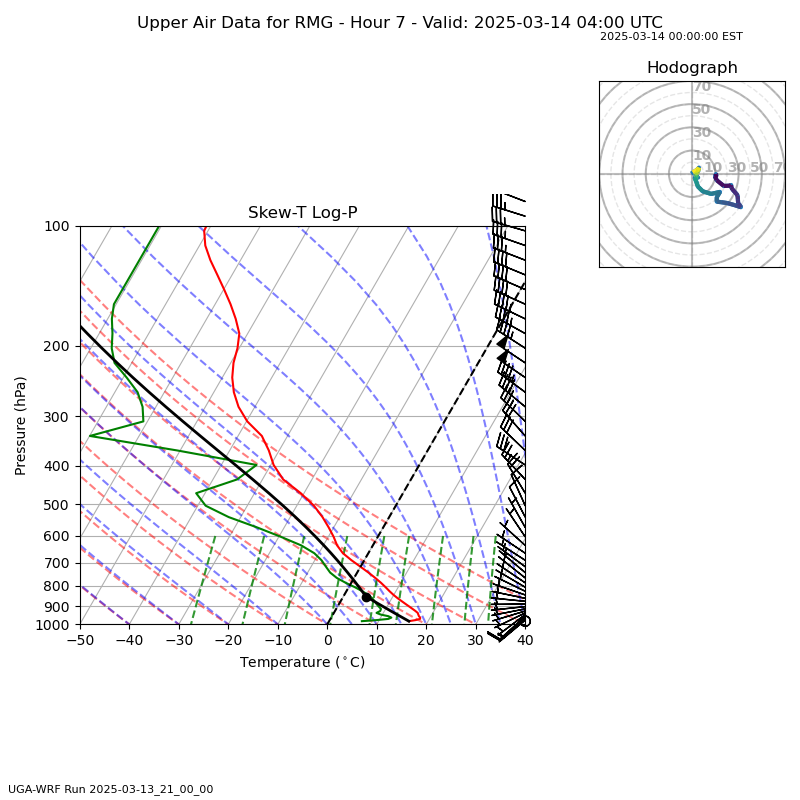 Upper Air Data for RMG - Hour 7 - Valid: 2025-03-14 04:00 UTC
2025-03-14 00:00:00 EST
Hodograph
70
50
30
10
10 30 50 7
Skew-T Log-P
100
200
300
400
500
600
700
800
900
1000
Pressure (hPa)
−50 −40 −30 −20 −10 0 10 20 30 40
Temperature (°C)
UGA-WRF Run 2025-03-13_21_00_00